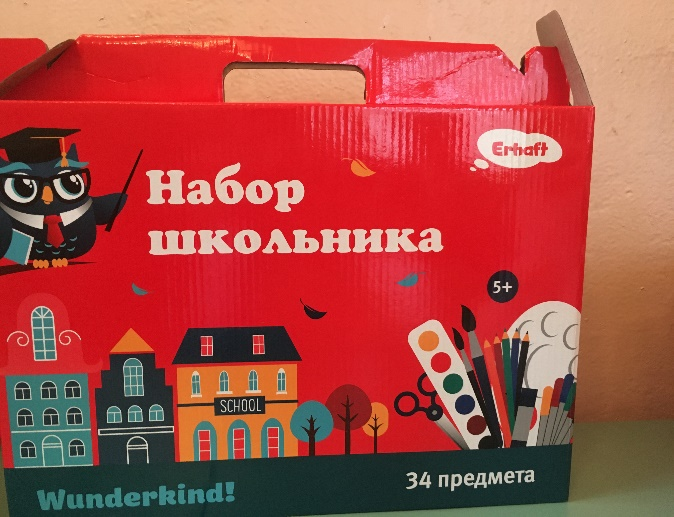 Erhaft
Набор
школьника
5+
SCHOOL
Wunderkind!
34 предмета